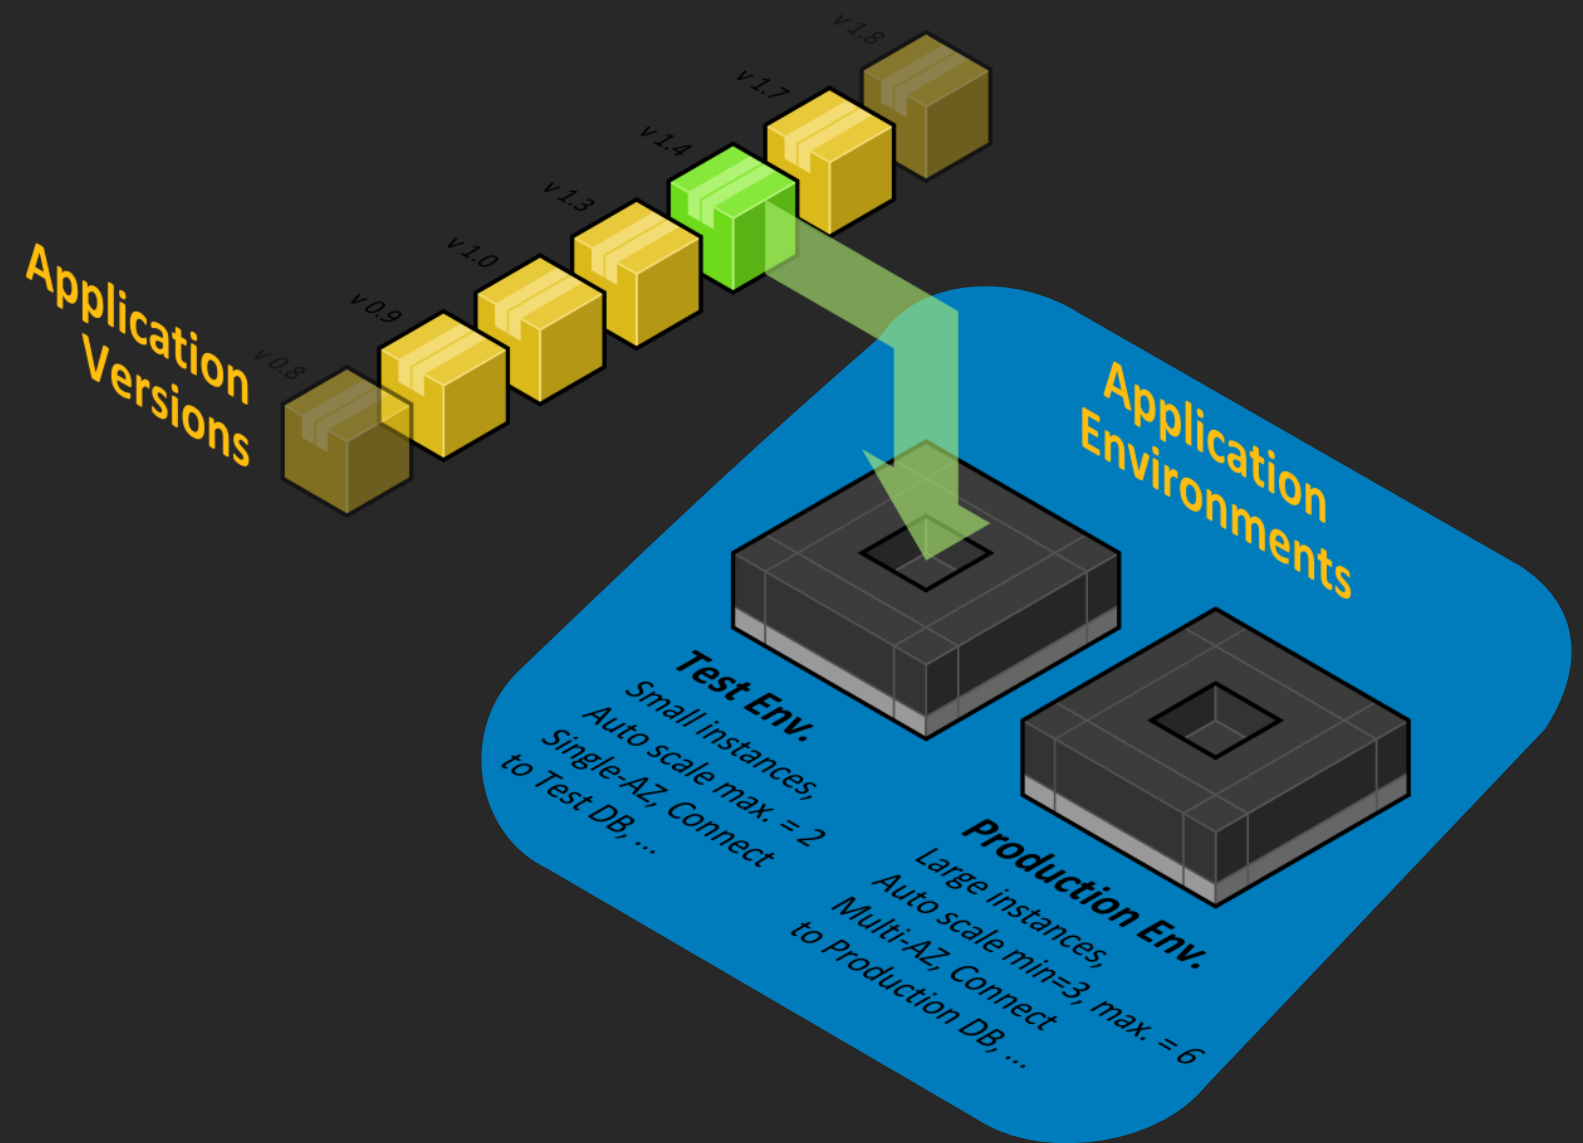 v 1.8
v 1.7
v 1.4
v 1.3
v 1.0
v 0.9
v 0.8
Application
Versions
Application
Environments
Test Env.
Small instances,
Auto scale max. = 2
Single-AZ, Connect
to Test DB, ...
Production Env.
Large instances,
Auto scale min=3, max. = 6
Multi-AZ, Connect
to Production DB, ...